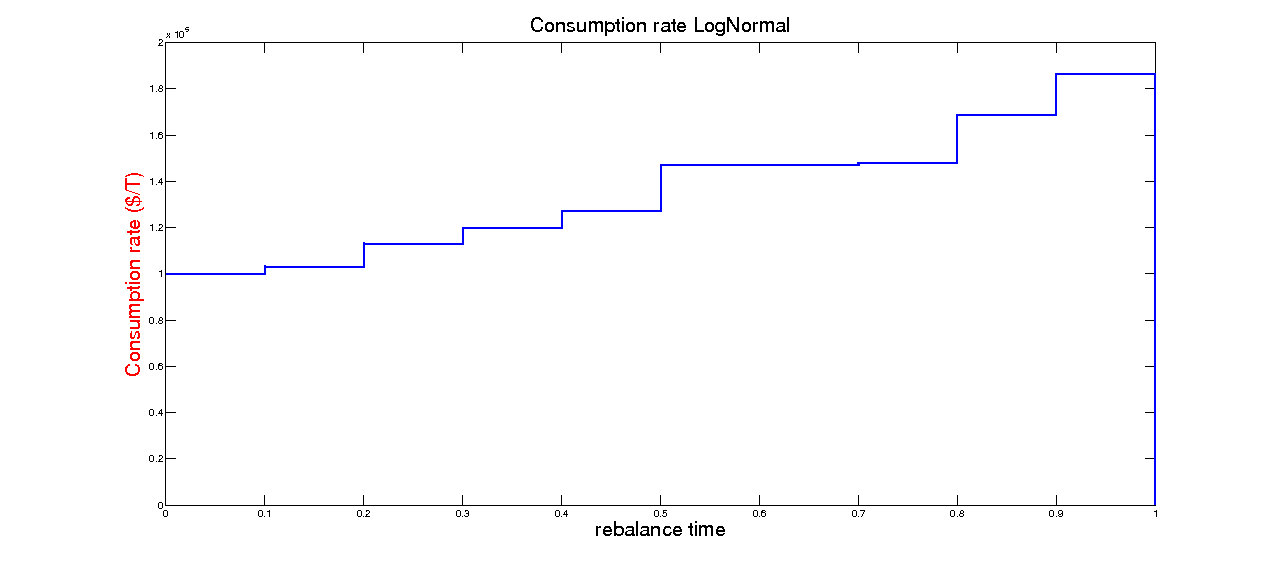 Consumption rate LogNormal
x 10^5
2
1.8
1.6
1.4
1.2
1
0.8
0.6
0.4
0.2
0
Consumption rate ($/T)
0 0.1 0.2 0.3 0.4 0.5 0.6 0.7 0.8 0.9 1
rebalance time